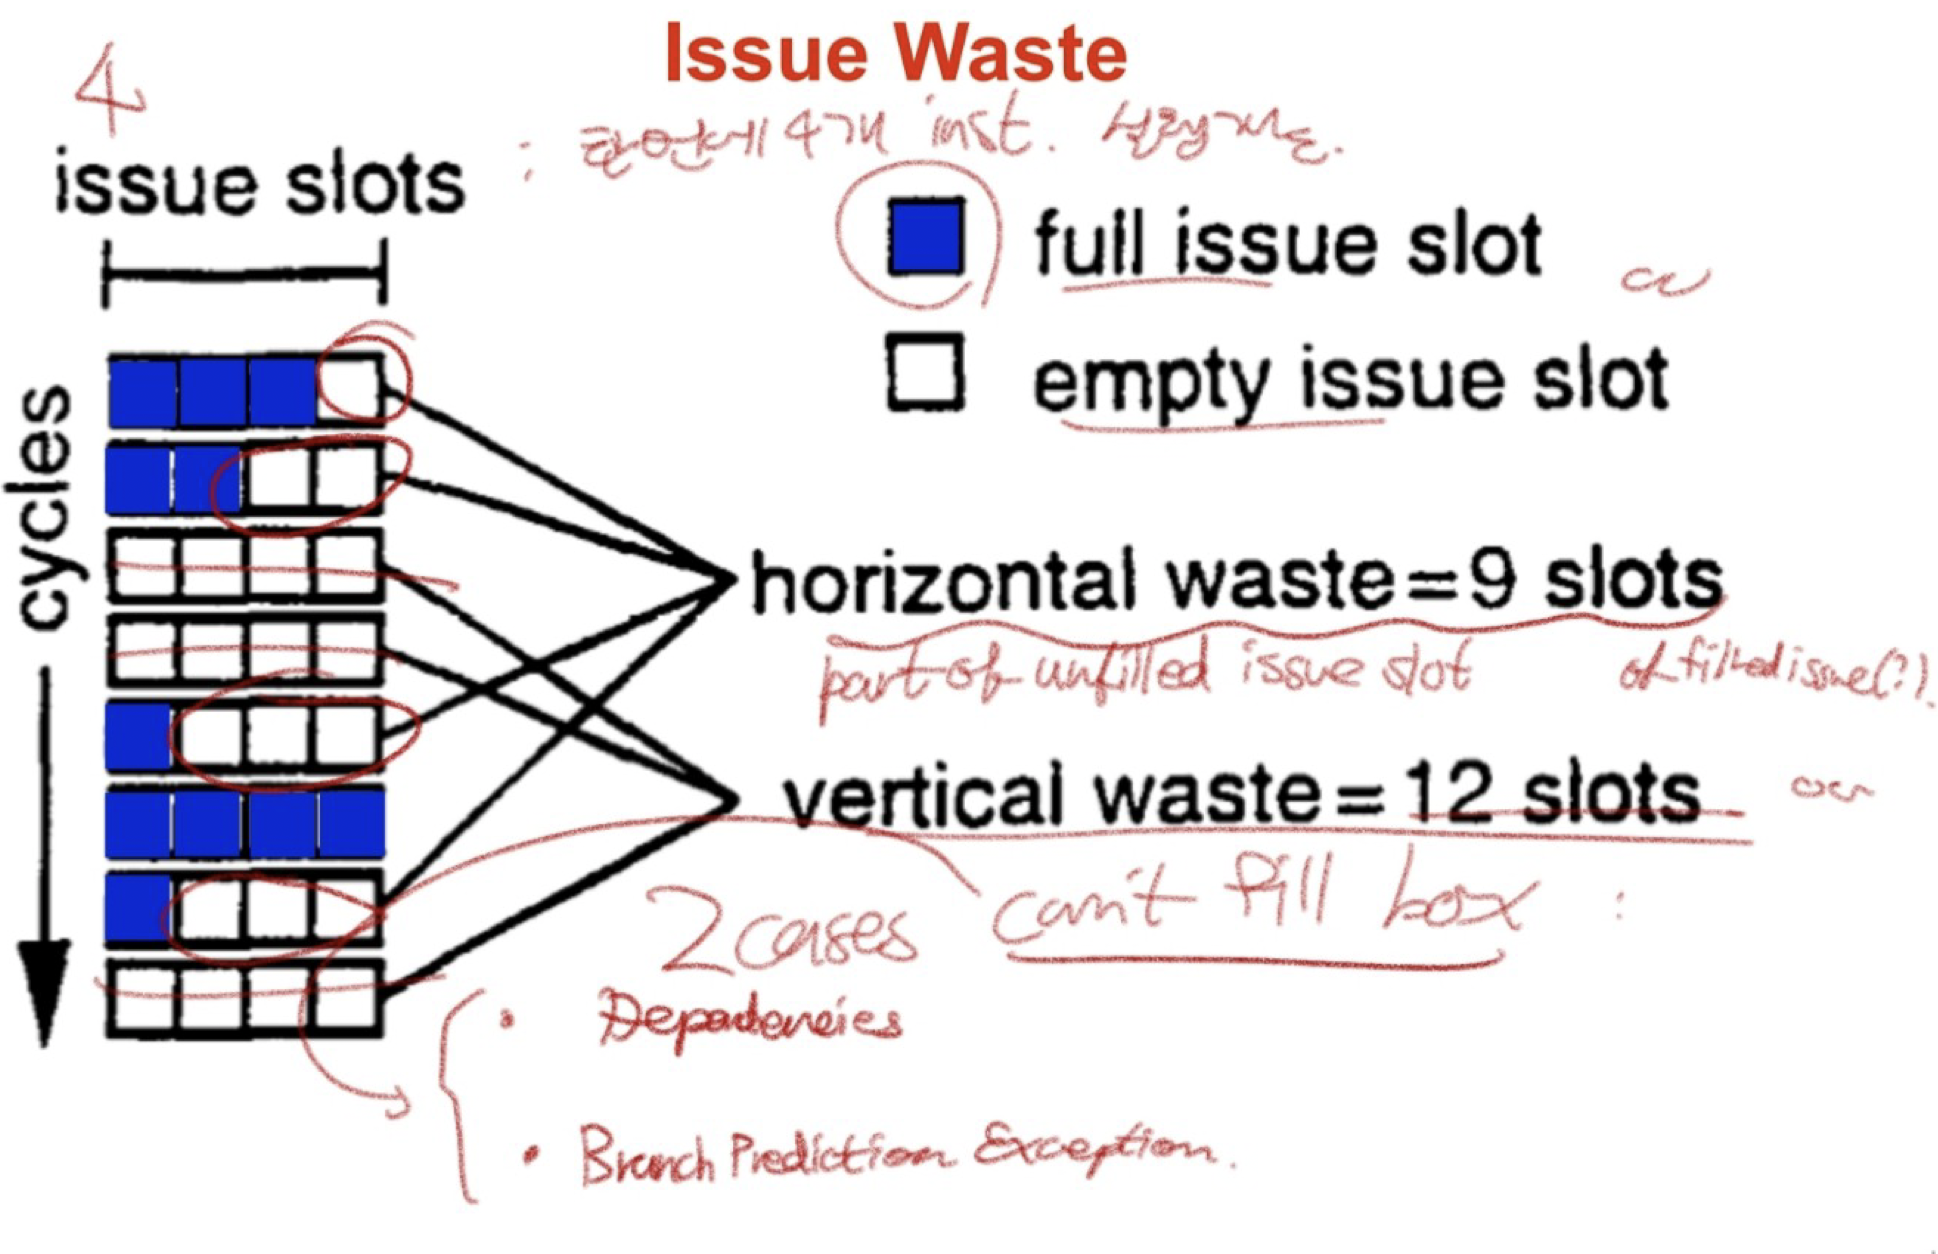 Issue Waste
4
issue slots
: 한번에 4개 inst. 실행가능.
full issue slot
empty issue slot
cycles
horizontal waste=9 slots
part of unfilled issue slot of filled issue(?).
vertical waste=12 slots
can't fill box :
2 cases
• Dependencies
• Branch Prediction Exception.